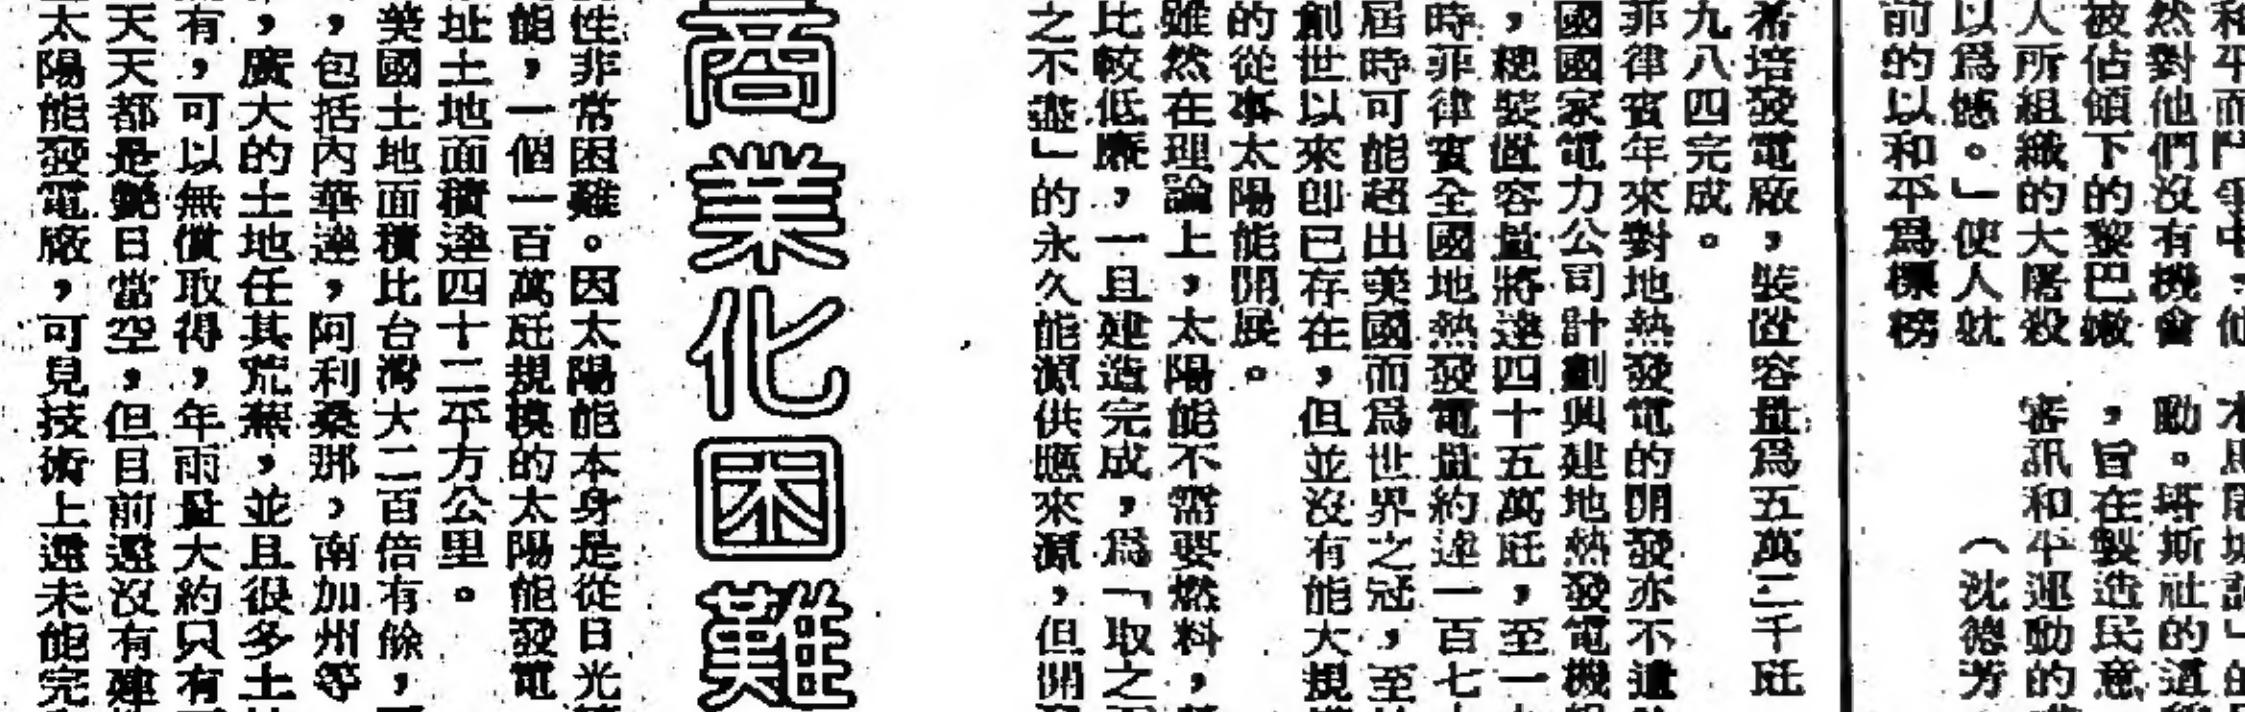 和平而鬥爭中，他
然對他們沒有機會
被佔領下的黎巴嫩
人所組織的大屠殺
以為憾。」使人就
前的以和平為標榜
動。塔斯社的這
，旨在製造民意
審訊和平運動的
（沈德芳
希培發電廠，裝置容量為五萬二千瓩
九八四完成。
菲律賓年來對地熱發電的開發亦不遺
國國家電力公司計劃興建地熱發電機
，總裝置容量將達四十五萬瓩，至一
時菲律賓全國地熱發電量約達一百七
屆時可能超出美國而為世界之冠，至
創世以來即已存在，但並沒有能大規
的從事太陽能開展。
雖然在理論上，太陽能不需要燃料，
比較低廉，一旦建造完成，為「取之
之不盡」的永久能源供應來源，但開
商業化困難
性非常困難。因太陽能本身是從日光
能，一個一百萬瓩規模的太陽能發電
址土地面積達四十二平方公里。
美國土地面積比台灣大二百倍有餘，
，包括內華達，阿利桑那，南加州等
，廣大的土地任其荒蕪，並且很多土
有，可以無償取得，年雨量大約只有
天天都是艷日當空，但目前還沒有建
太陽能發電廠，可見技術上還未能完